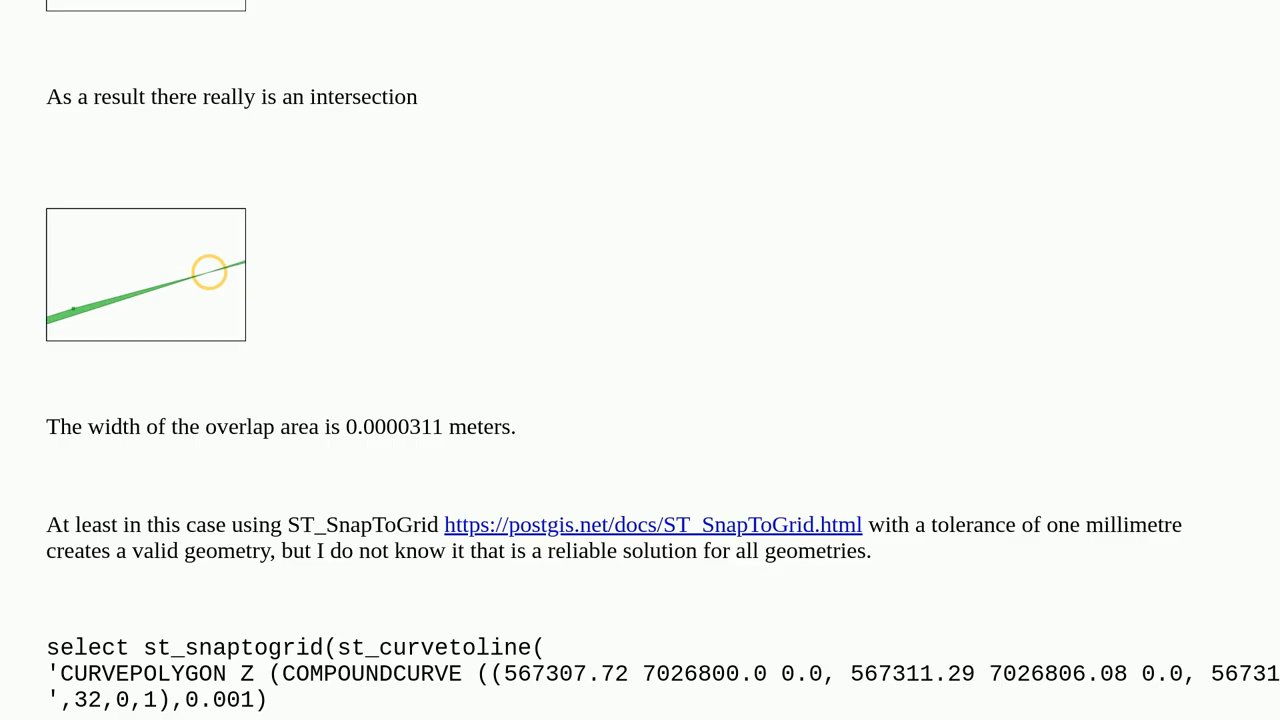 As a result there really is an intersection
The width of the overlap area is 0.0000311 meters.
At least in this case using ST_SnapToGrid https://postgis.net/docs/ST_SnapToGrid.html with a tolerance of one millimetre
creates a valid geometry, but I do not know it that is a reliable solution for all geometries.
select st_snaptogrid(st_curvetoline(
'CURVEPOLYGON Z (COMPOUNDCURVE ((567307.72 7026800.0 0.0, 567311.29 7026806.08 0.0, 56731
',32,0,1),0.001)